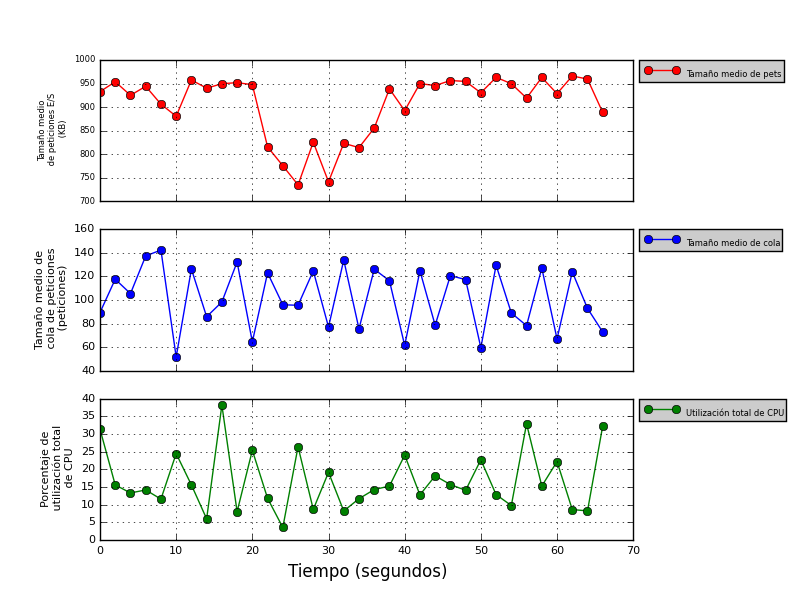 1000
950
900
850
800
750
700
Tamaño medio
de peticiones E/S
(KB)
Tamaño medio de pets
160
140
120
100
80
60
40
Tamaño medio de
cola de peticiones
(peticiones)
Tamaño medio de cola
40
35
30
25
20
15
10
5
0
Porcentaje de
utilización total
de CPU
Utilización total de CPU
0 10 20 30 40 50 60 70
Tiempo (segundos)